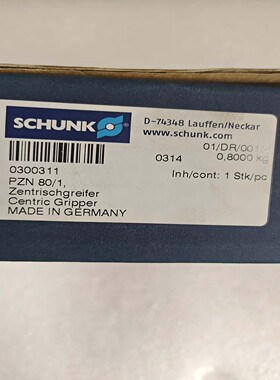 SCHUNK
D-74348 Lauffen/Neckar
www.schunk.com
01/DR/001
0314 0,8000 kg
0300311
PZN 80/1,
Zentrischgreifer
Centric Gripper
MADE IN GERMANY
Inh/cont: 1 Stk/pc